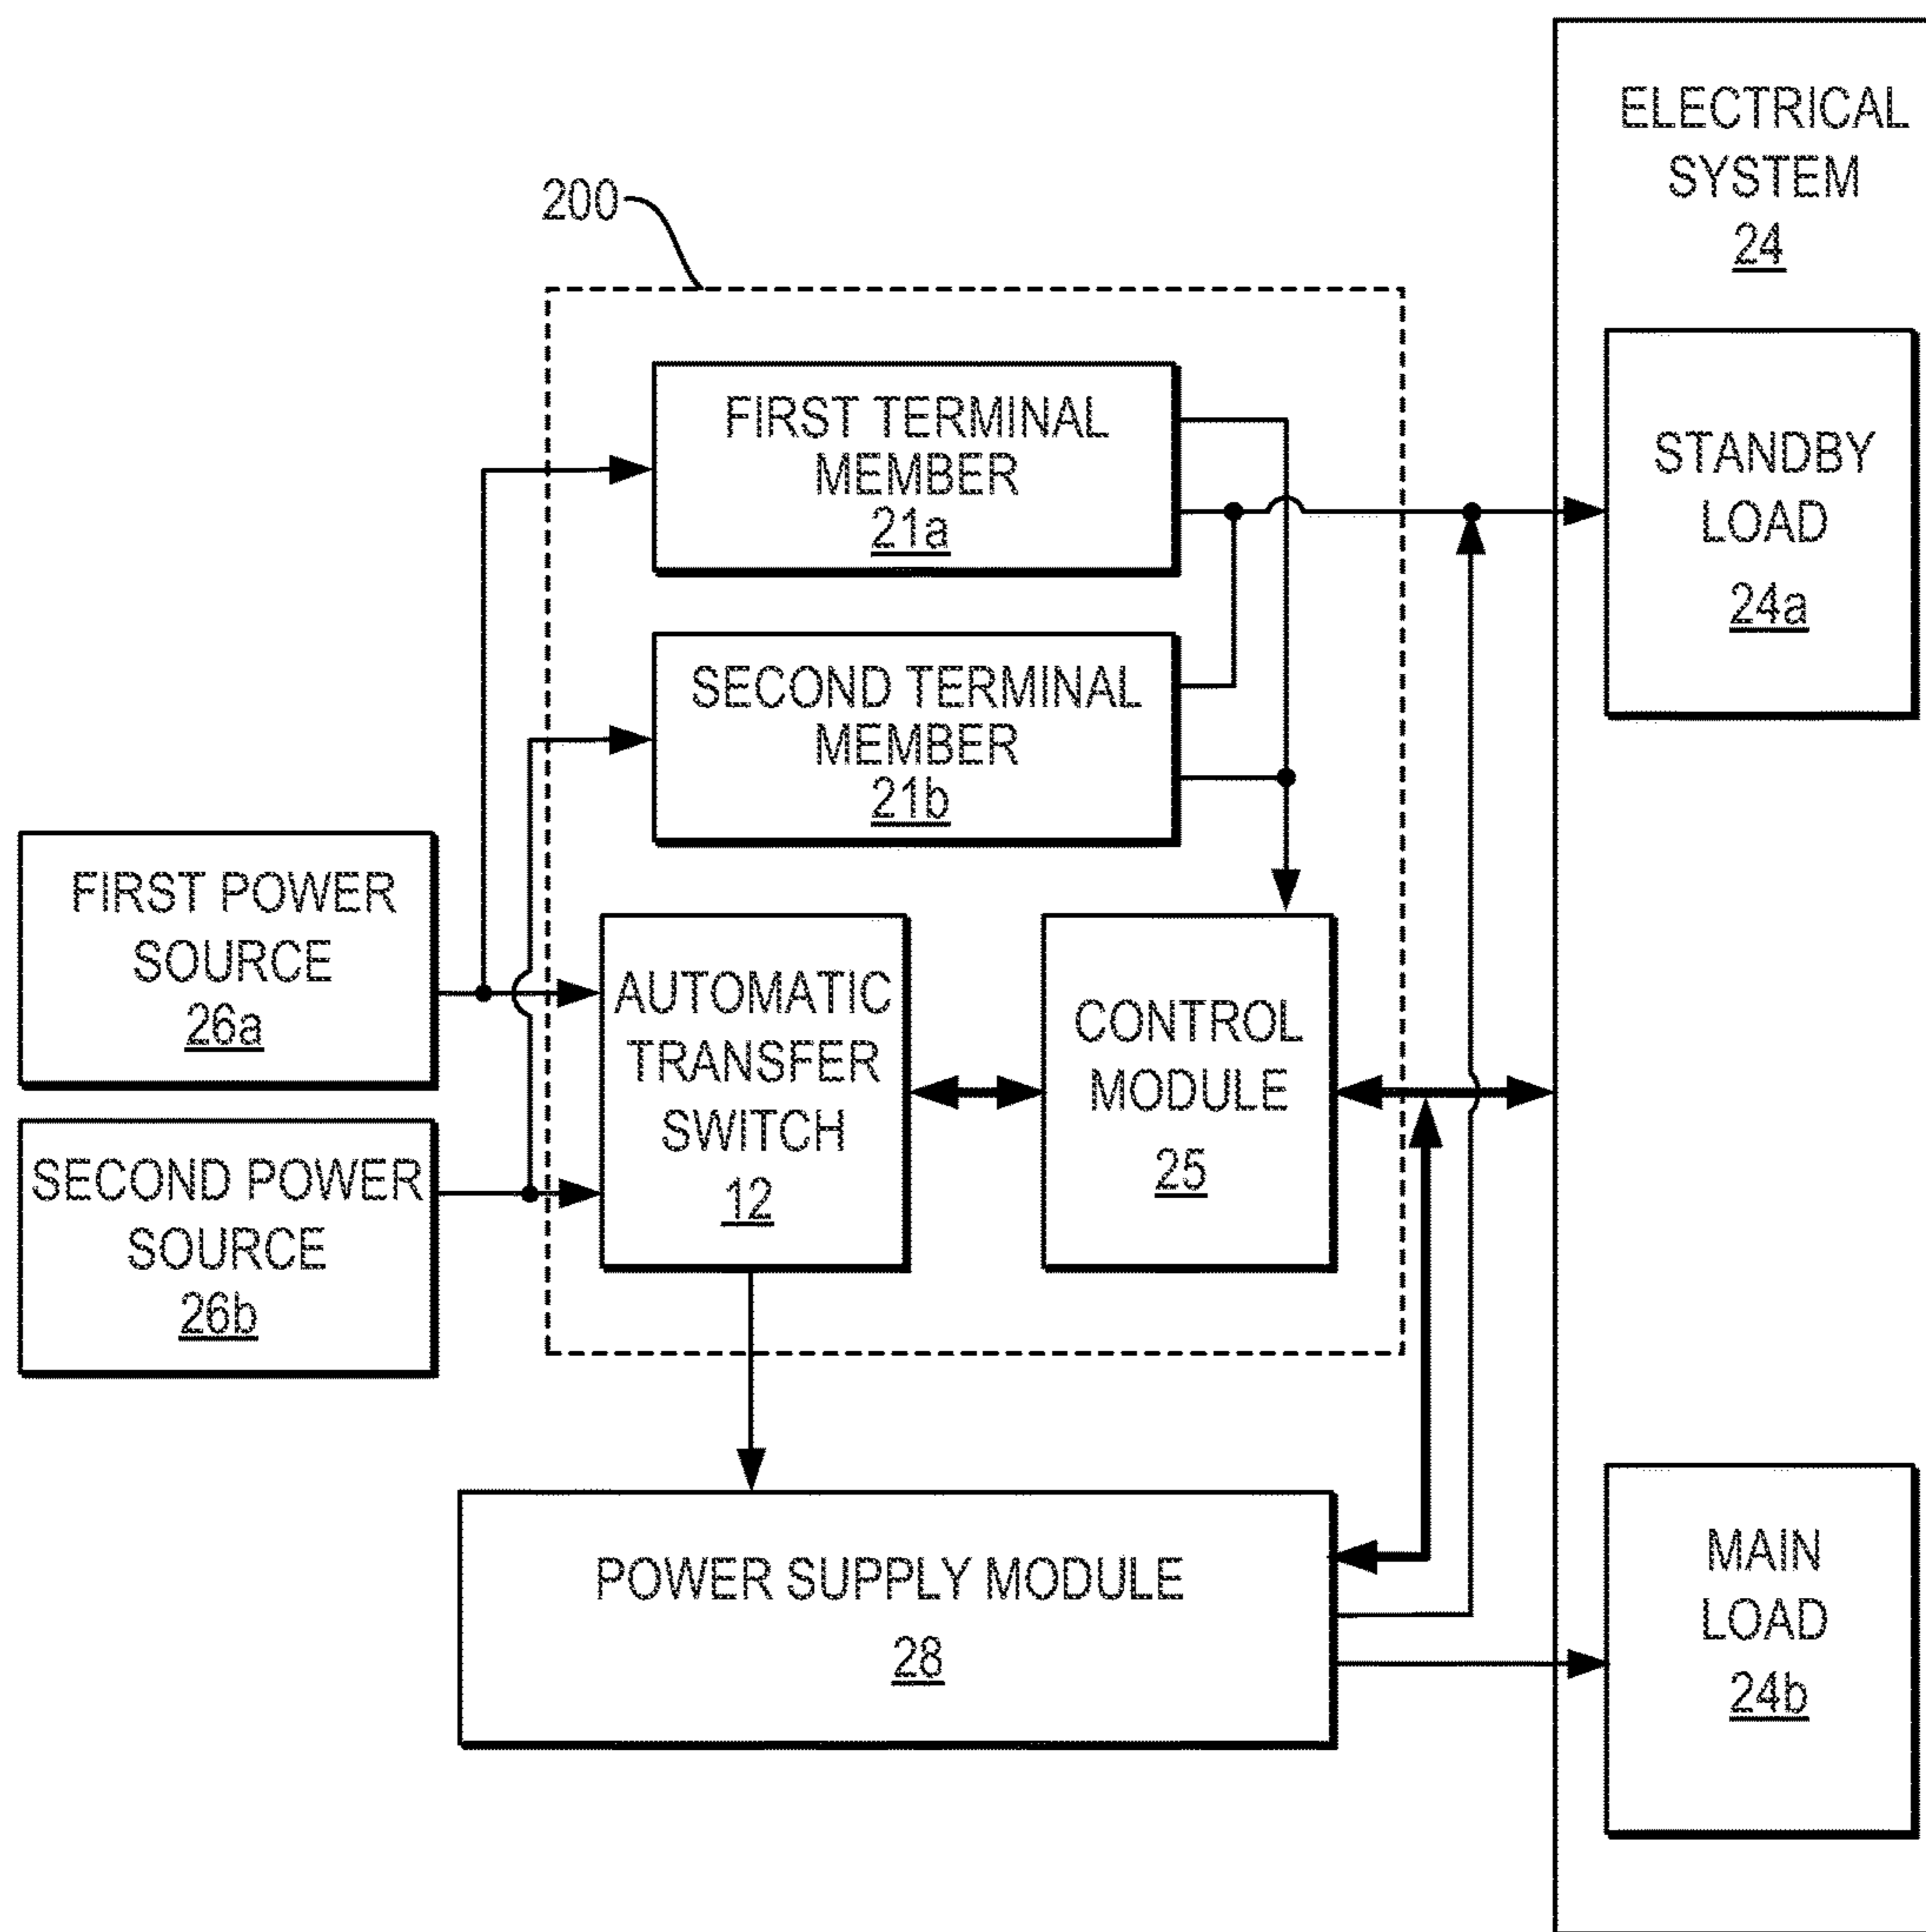 ELECTRICAL
SYSTEM
24
200
FIRST TERMINAL
MEMBER
21a
STANDBY
LOAD
24a
SECOND TERMINAL
MEMBER
21b
FIRST POWER
SOURCE
26a
AUTOMATIC
TRANSFER
SWITCH
12
CONTROL
MODULE
25
SECOND POWER
SOURCE
26b
POWER SUPPLY MODULE
28
MAIN
LOAD
24b